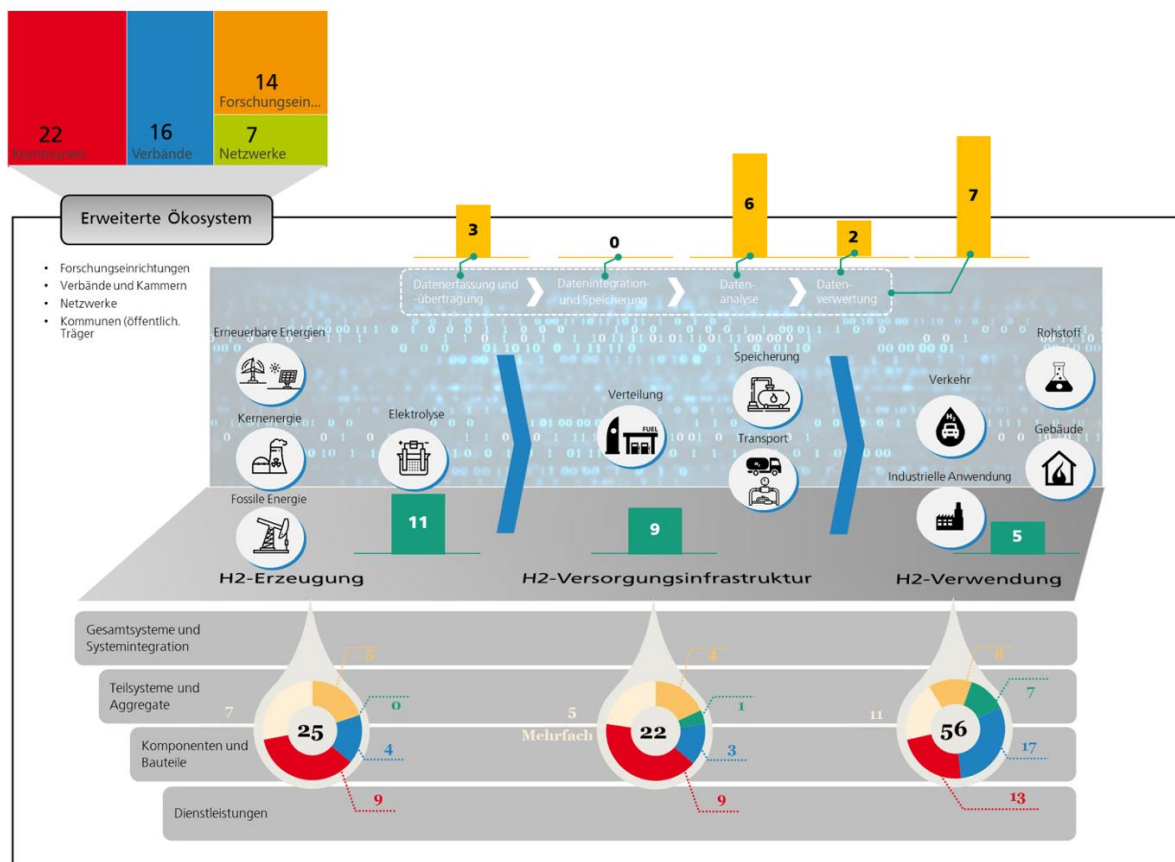 14
Forschungsein...
22
Kommunen
16
Verbände
7
Netzwerke
Erweiterte Ökosystem
• Forschungseinrichtungen
• Verbände und Kammern
• Netzwerke
• Kommunen (öffentlich.
Träger
3
0
6
2
7
Datenerfassung und
-übertragung
Datenintegration-
und Speicherung
Daten-
analyse
Daten-
verwertung
Erneuerbare Energien
Kernenergie
Fossile Energie
Elektrolyse
Verteilung
FUEL
Speicherung
Transport
H₂
Verkehr
H₂
Industrielle Anwendung
Rohstoff
Gebäude
11
9
5
H2-Erzeugung
H2-Versorgungsinfrastruktur
H2-Verwendung
Gesamtsysteme und
Systemintegration
Teilsysteme und
Aggregate
Komponenten und
Bauteile
Dienstleistungen
5
0
7
25
4
9
4
1
5
Mehrfach
22
3
9
8
7
11
56
17
13